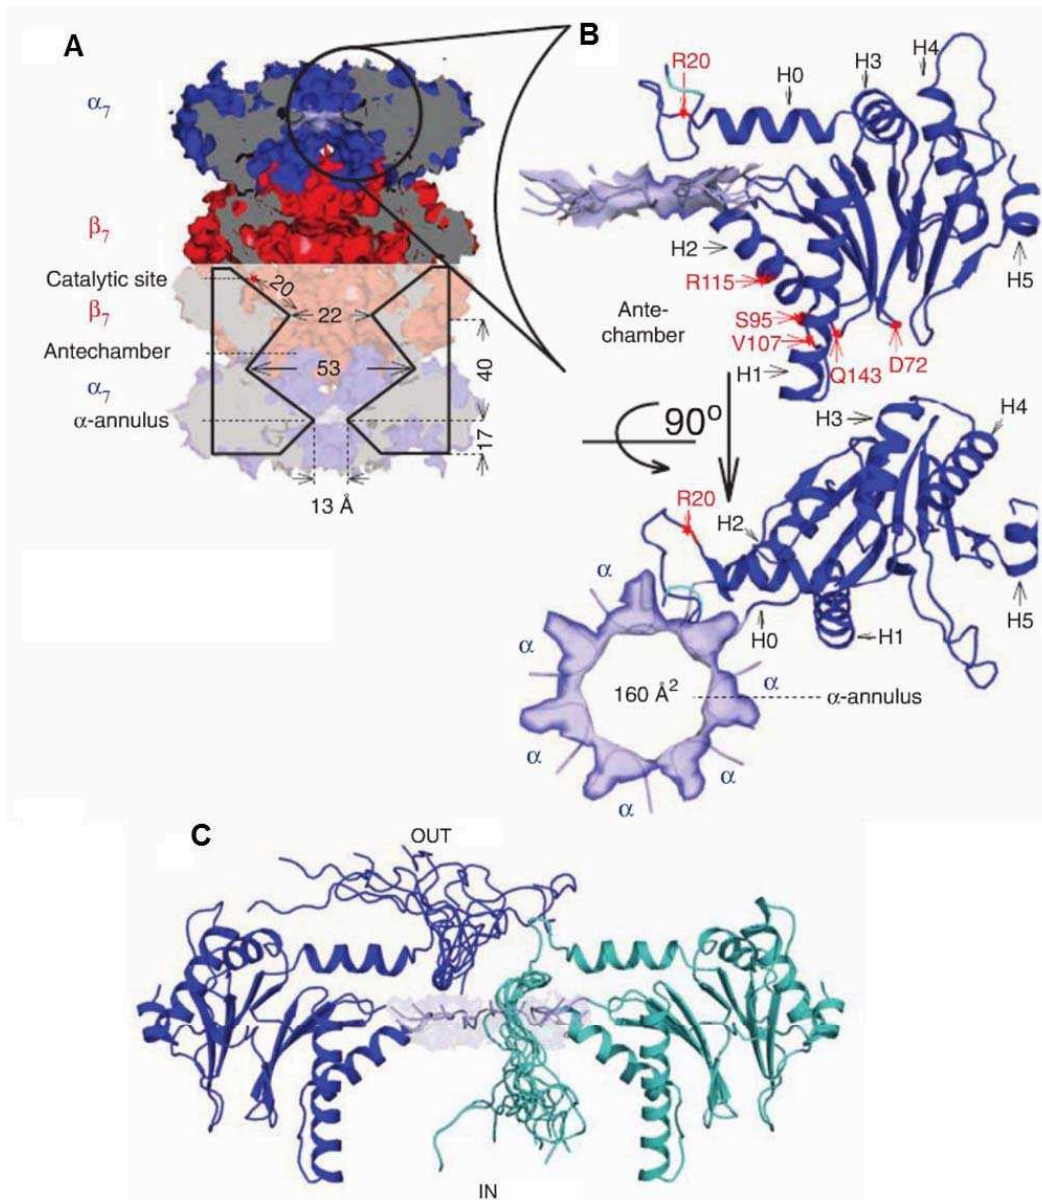 A
α7
β7
Catalytic site
β7
Antechamber
α7
α-annulus
20
22
53
40
17
13 Å
B
R20
H0
H3
H4
H2
R115
Ante-
chamber
S95
V107
H1
Q143
D72
H5
90o
H3
H4
R20
H2
H5
H0
H1
α
α
α
α
α
α
160 Å2
α-annulus
C
OUT
IN